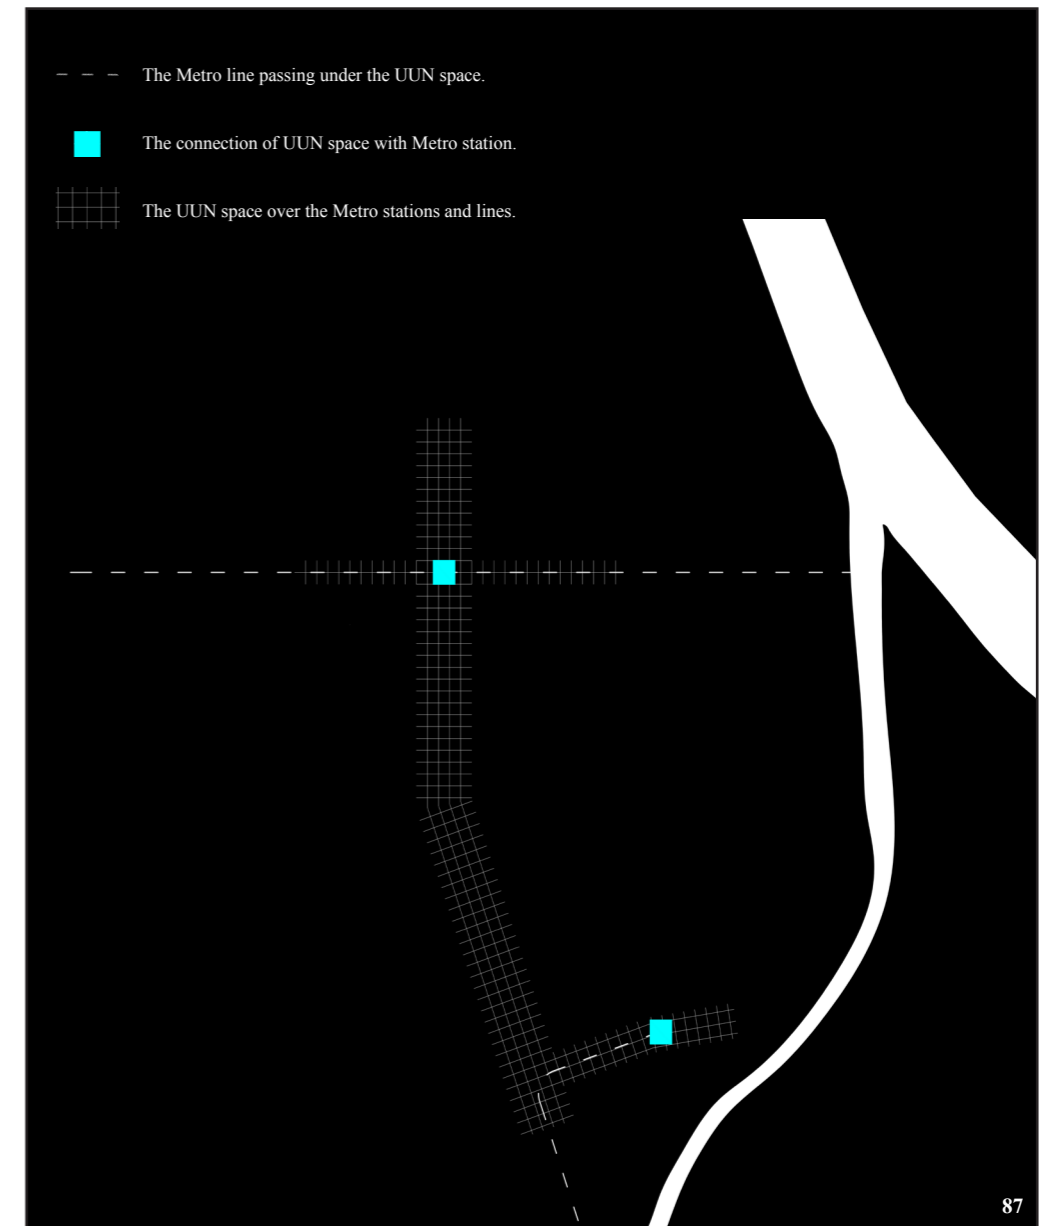 The Metro line passing under the UUN space.
The connection of UUN space with Metro station.
The UUN space over the Metro stations and lines.
87